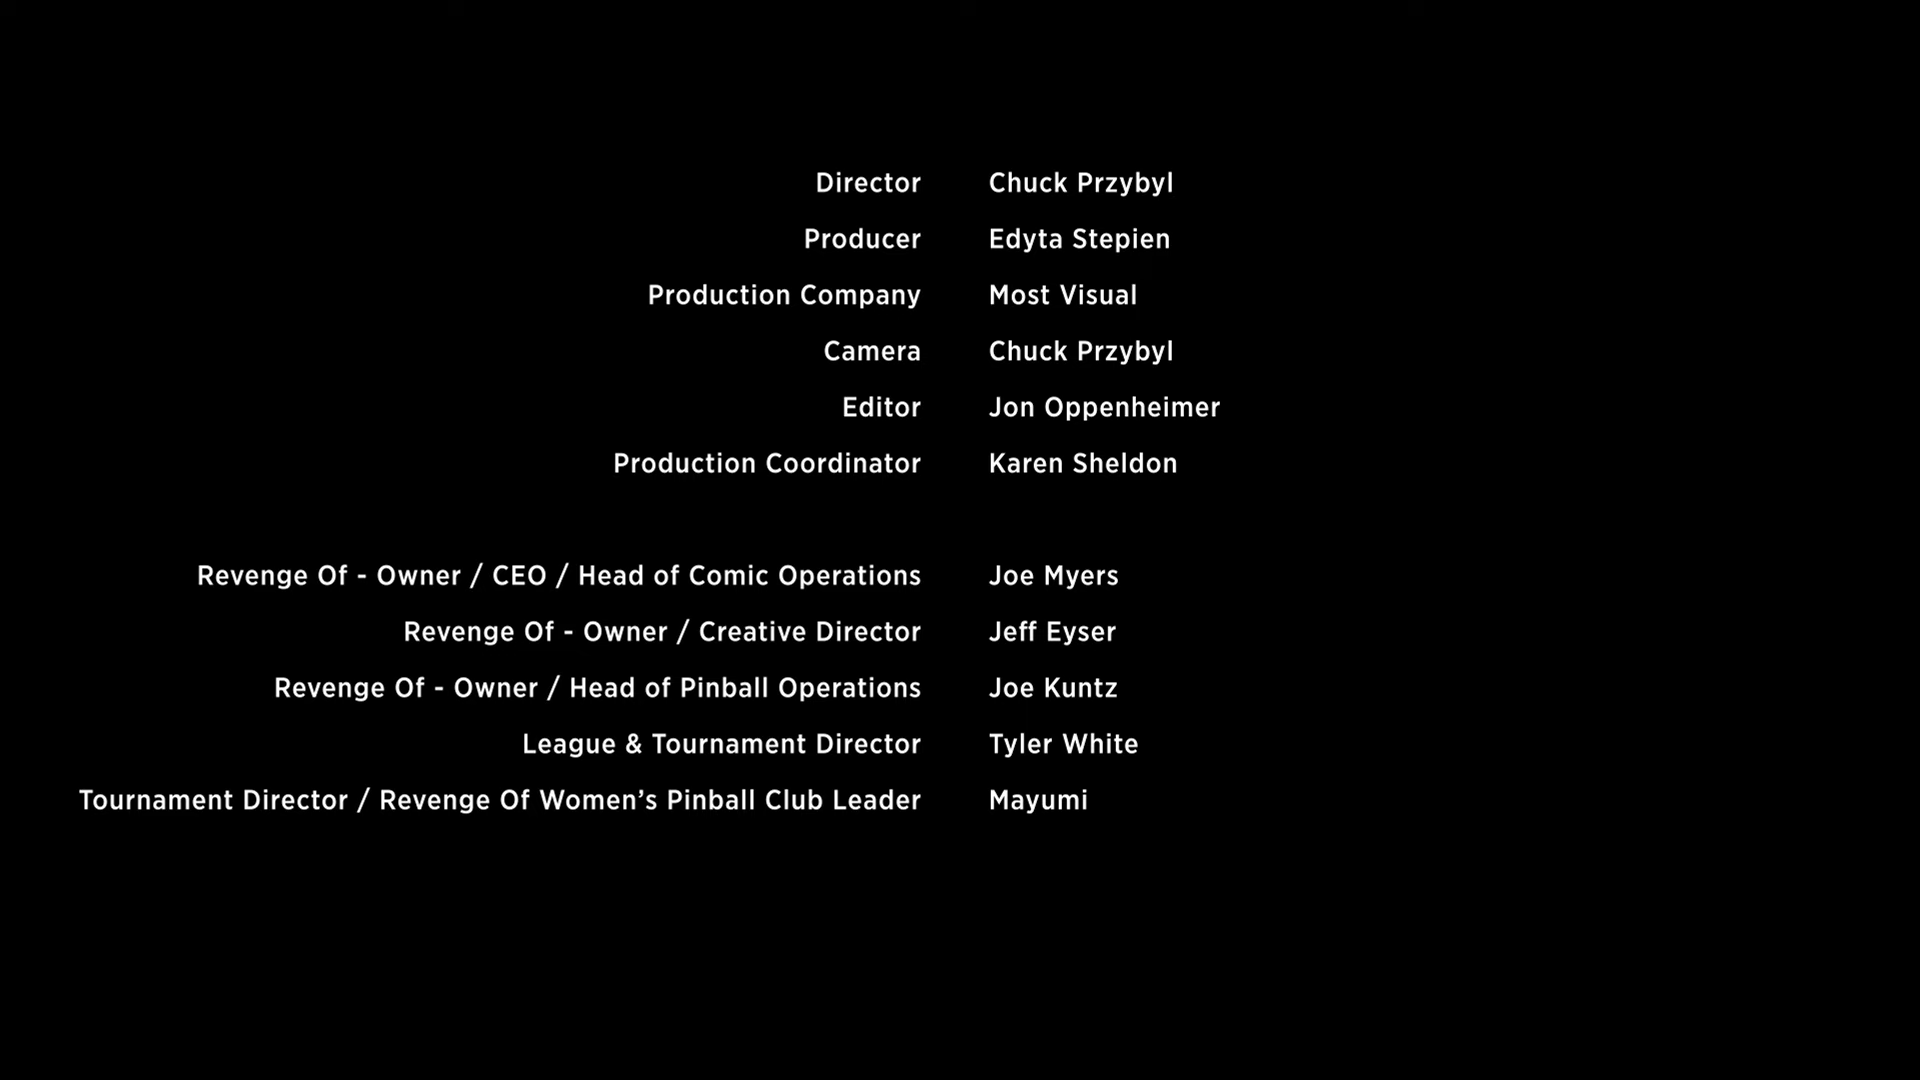 Director Chuck Przybyl
Producer Edyta Stepien
Production Company Most Visual
Camera Chuck Przybyl
Editor Jon Oppenheimer
Production Coordinator Karen Sheldon
Revenge Of - Owner / CEO / Head of Comic Operations Joe Myers
Revenge Of - Owner / Creative Director Jeff Eyser
Revenge Of - Owner / Head of Pinball Operations Joe Kuntz
League & Tournament Director Tyler White
Tournament Director / Revenge Of Women’s Pinball Club Leader Mayumi